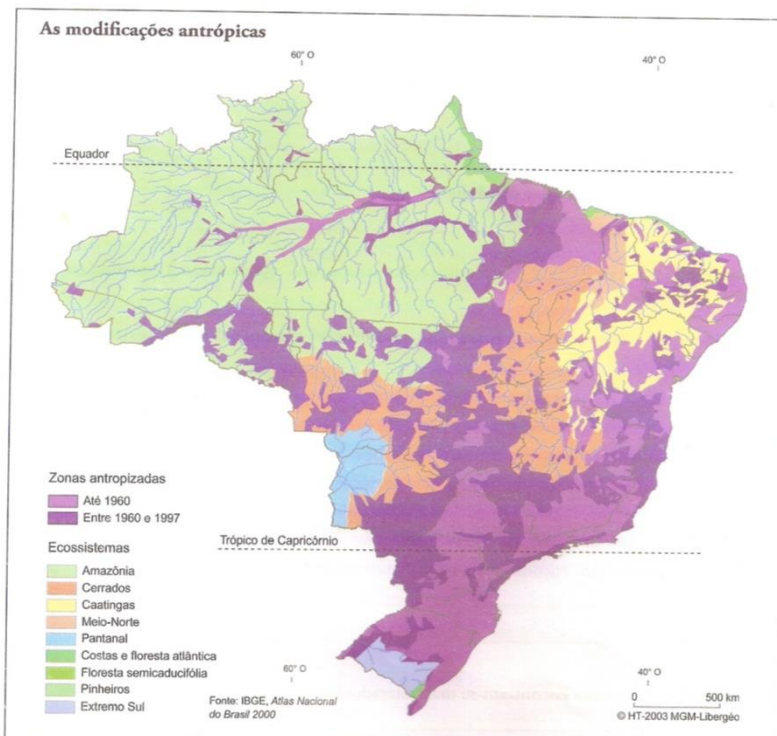 As modificações antrópicas
60° O
40° O
Equador
Zonas antropizadas
Até 1960
Entre 1960 e 1997
Trópico de Capricórnio
Ecossistemas
Amazônia
Cerrados
Caatingas
Meio-Norte
Pantanal
Costas e floresta atlântica
Floresta semicaducifólia
Pinheiros
Extremo Sul
60° O
40° O
Fonte: IBGE, Atlas Nacional
do Brasil 2000
0 500 km
© HT-2003 MGM-Libergéo